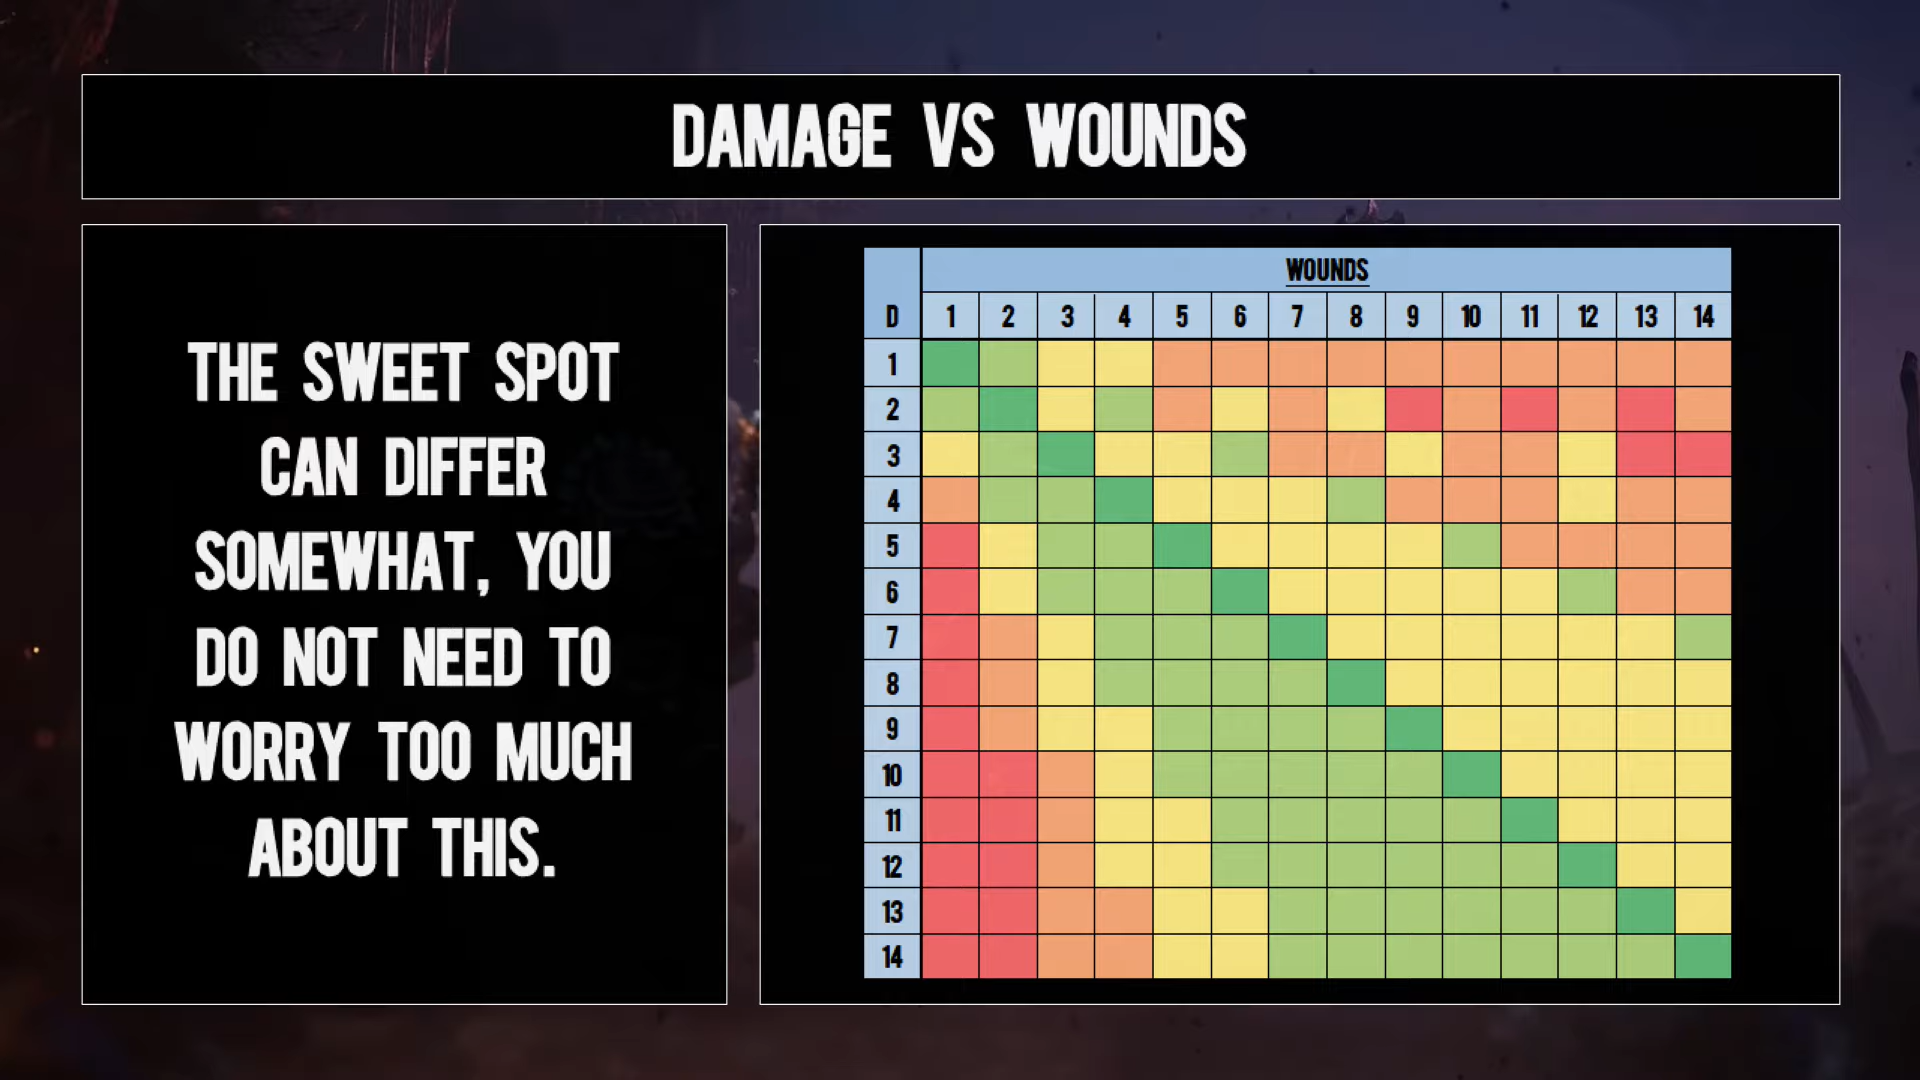 DAMAGE VS WOUNDS
THE SWEET SPOT
CAN DIFFER
SOMEWHAT, YOU
DO NOT NEED TO
WORRY TOO MUCH
ABOUT THIS.
WOUNDS
D 1 2 3 4 5 6 7 8 9 10 11 12 13 14
1
2
3
4
5
6
7
8
9
10
11
12
13
14